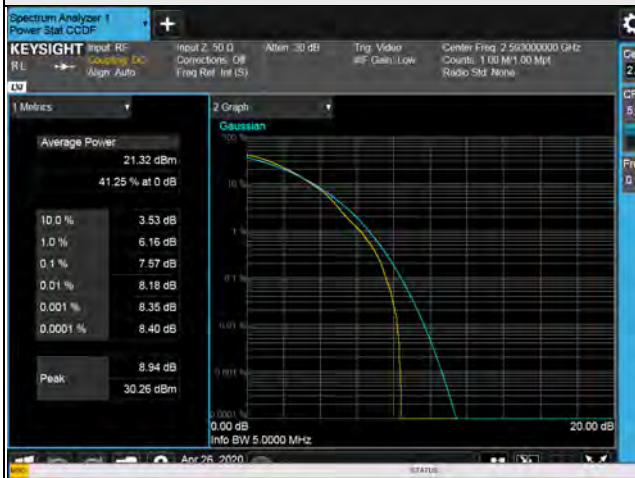 Spectrum Analyzer 1
Power Stat CCDF
KEYSIGHT Input: RF Input Z: 50 Ω Atten: 30 dB Trig: Video Center Freq: 2.593000000 GHz
RL Coupling: DC Corrections: Off #IF Gain: Low Counts: 1.00 M/1.00 Mpt
Align: Auto Freq Ref: Int (S) Radio Std: None
1 Metrics
2 Graph
Average Power
21.32 dBm
41.25 % at 0 dB
10.0 % 3.53 dB
1.0 % 6.16 dB
0.1 % 7.57 dB
0.01 % 8.18 dB
0.001 % 8.35 dB
0.0001 % 8.40 dB
Peak 8.94 dB
30.26 dBm
Gaussian
100 %
10 %
1 %
0.1 %
0.01 %
0.001 %
0.0001 %
0.00 dB 20.00 dB
Info BW 5.0000 MHz
Apr 26, 2020
MSG STATUS